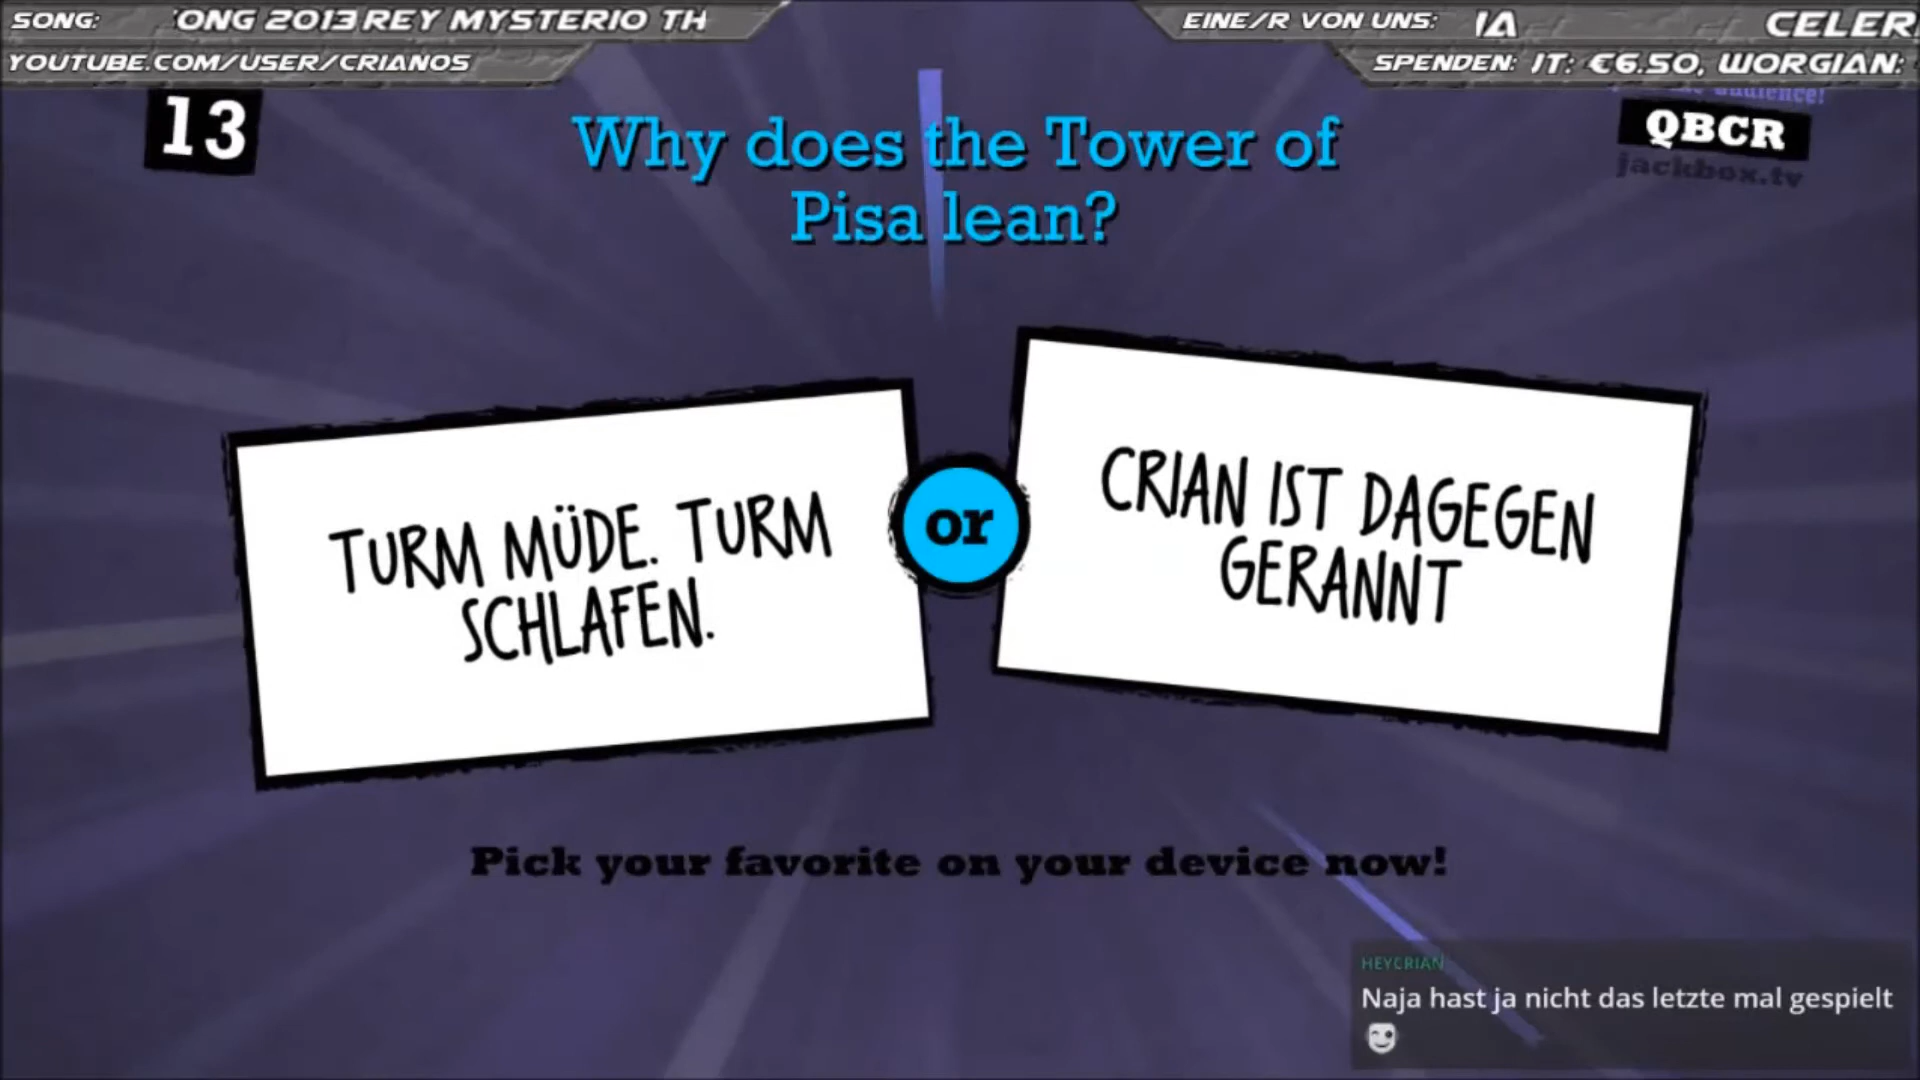 SONG: ONG 2013 REY MYSTERIO TH
EINE/R VON UNS: IA CELER
YOUTUBE.COM/USER/CRIANOS
SPENDEN: IT: €6.50, WORGIAN:
audience!
13
QBCR
jackbox.tv
Why does the Tower of
Pisa lean?
TURM MÜDE. TURM
SCHLAFEN.
or
CRIAN IST DAGEGEN
GERANNT
Pick your favorite on your device now!
HEYCRIAN
Naja hast ja nicht das letzte mal gespielt